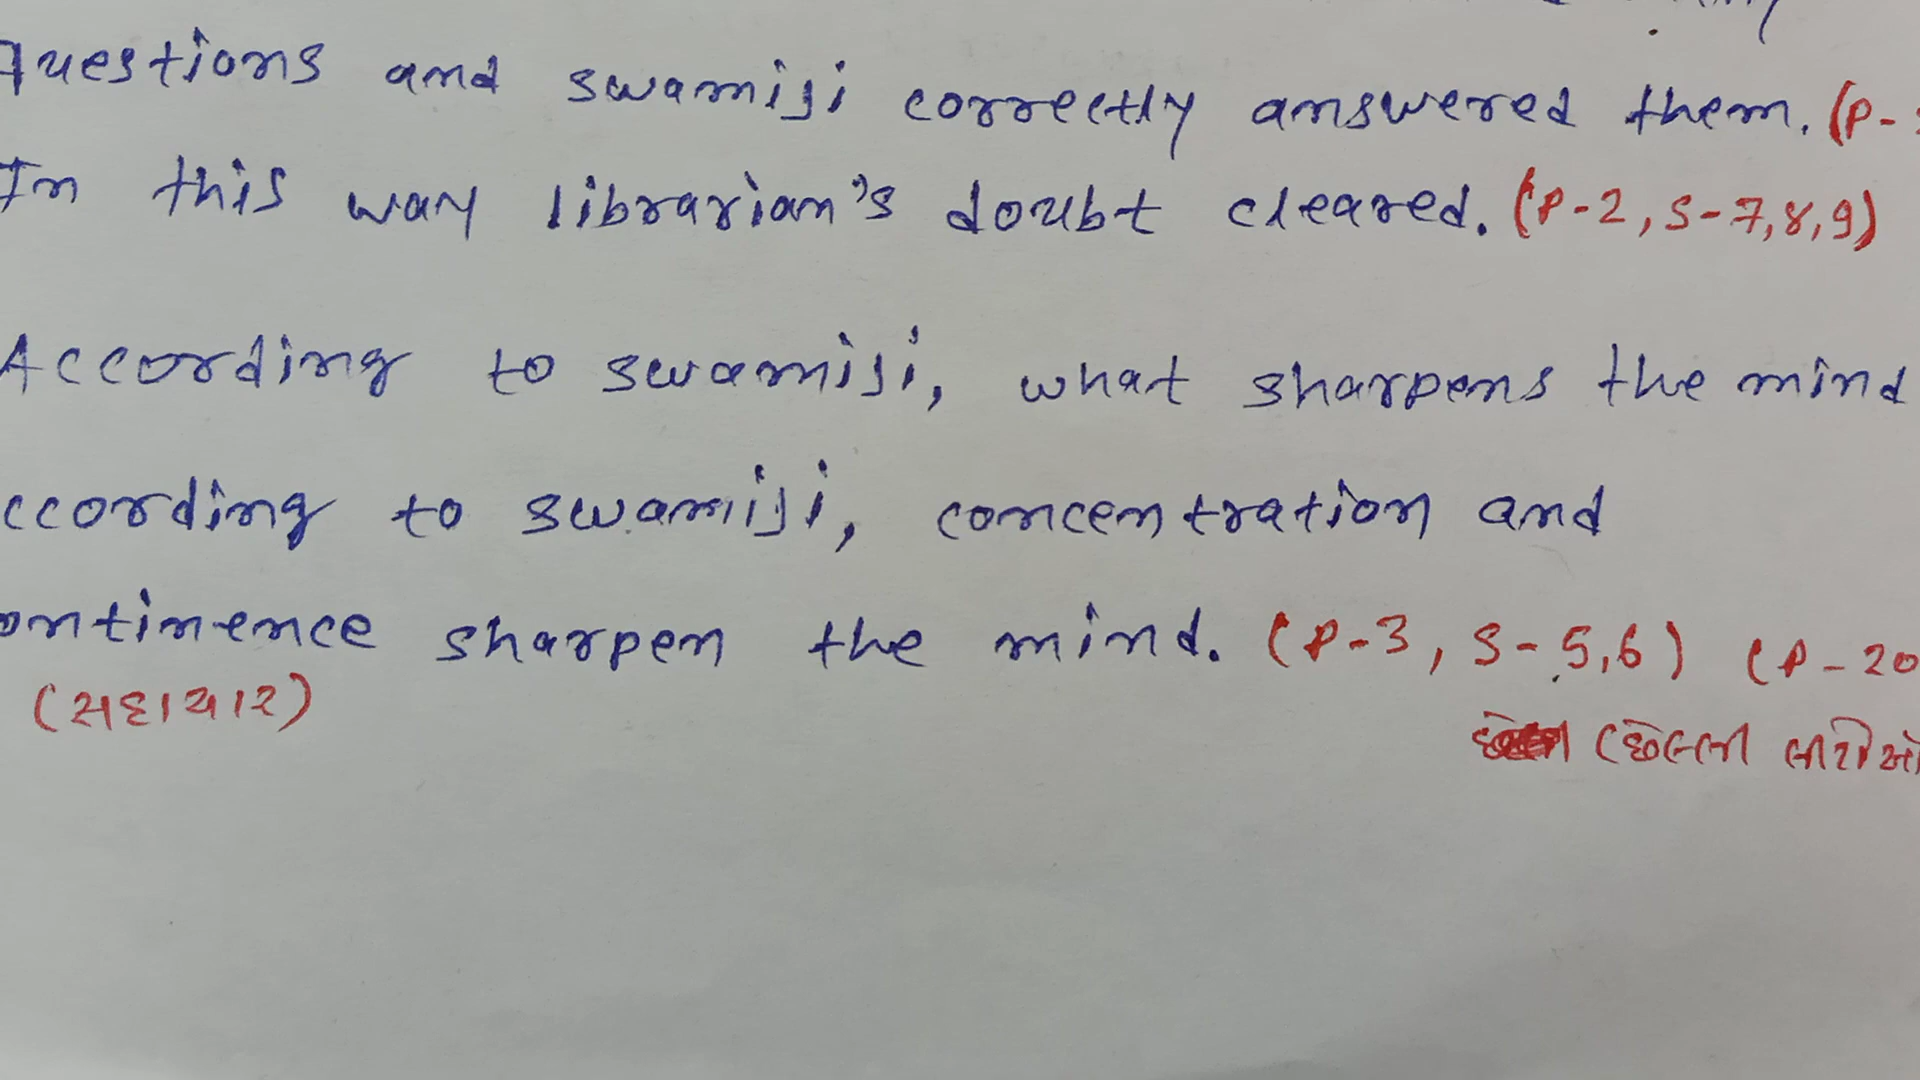 questions and swamiji correctly answered them. (P-
In this way librarian's doubt cleared. (P-2, S-7,8,9)
According to swamiji, what sharpens the mind
ccording to swamiji, concentration and
ontinence sharpen the mind. (P-3, S-5,6) (P-20
(સદાચાર)
(છેલ્લી લીટીઓ